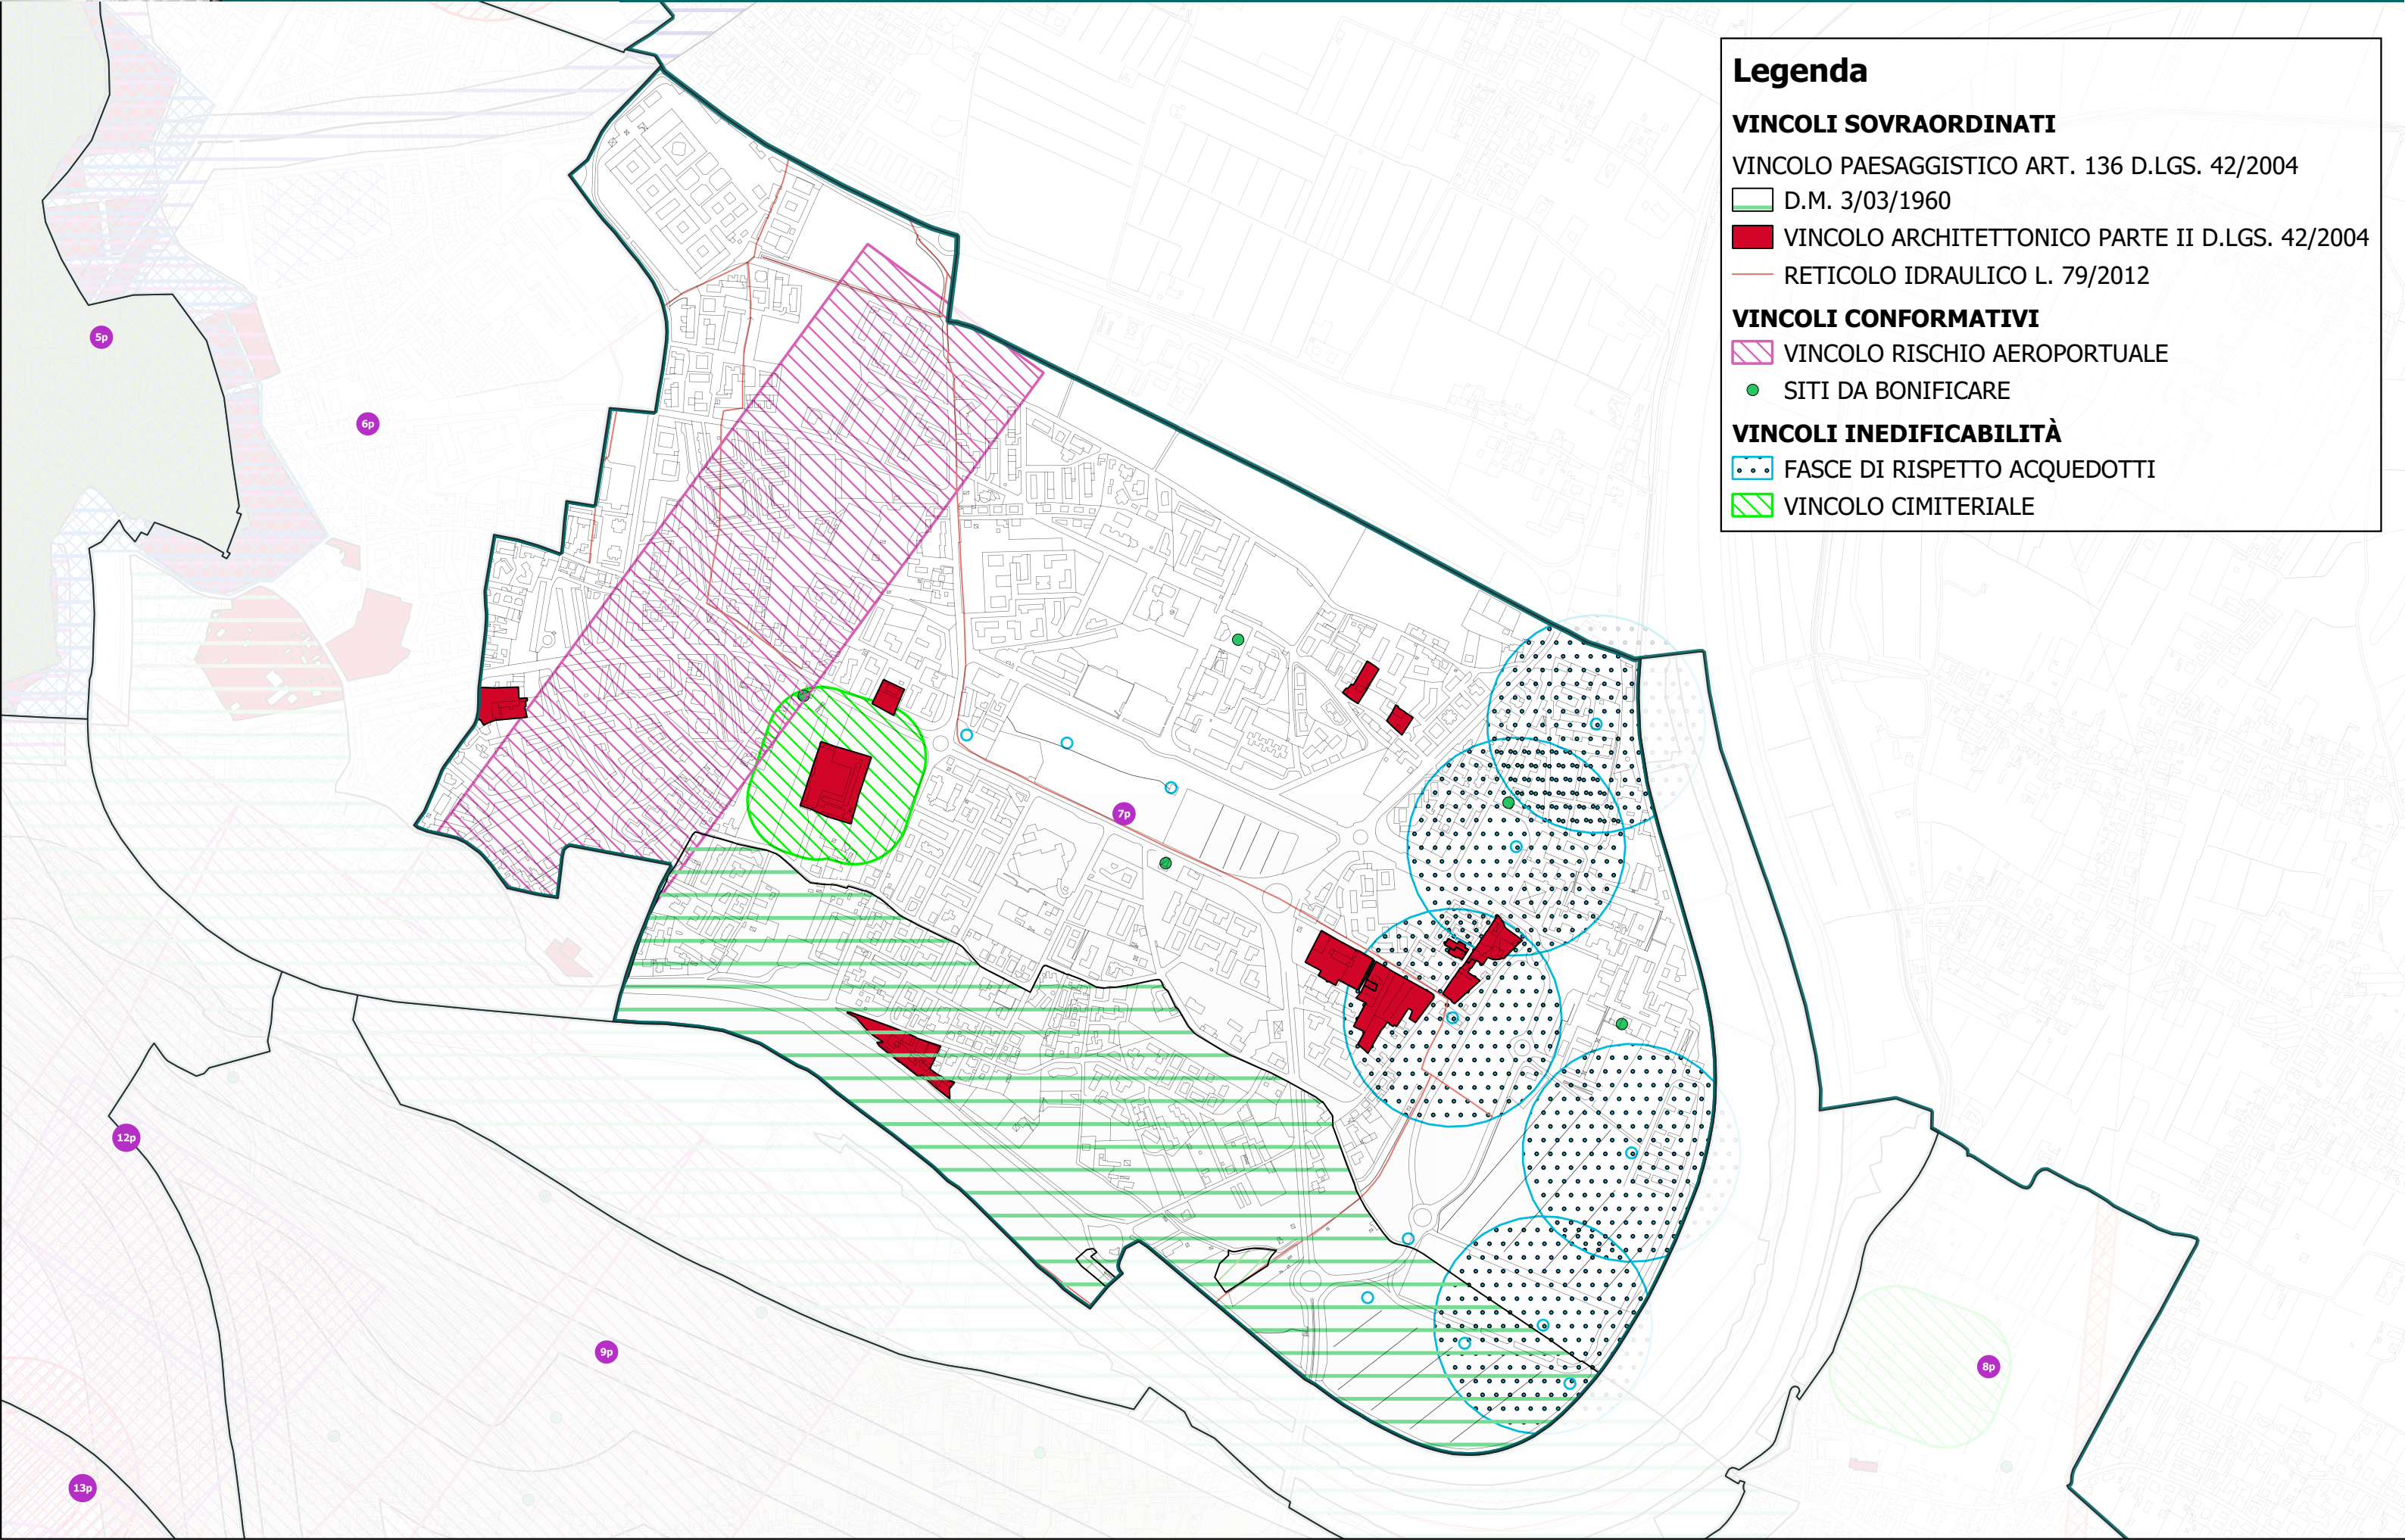 Legenda
VINCOLI SOVRAORDINATI
VINCOLO PAESAGGISTICO ART. 136 D.LGS. 42/2004
D.M. 3/03/1960
VINCOLO ARCHITETTONICO PARTE II D.LGS. 42/2004
RETICOLO IDRAULICO L. 79/2012
VINCOLI CONFORMATIVI
VINCOLO RISCHIO AEROPORTUALE
SITI DA BONIFICARE
VINCOLI INEDIFICABILITÀ
FASCE DI RISPETTO ACQUEDOTTI
VINCOLO CIMITERIALE
5p
6p
7p
12p
9p
8p
13p